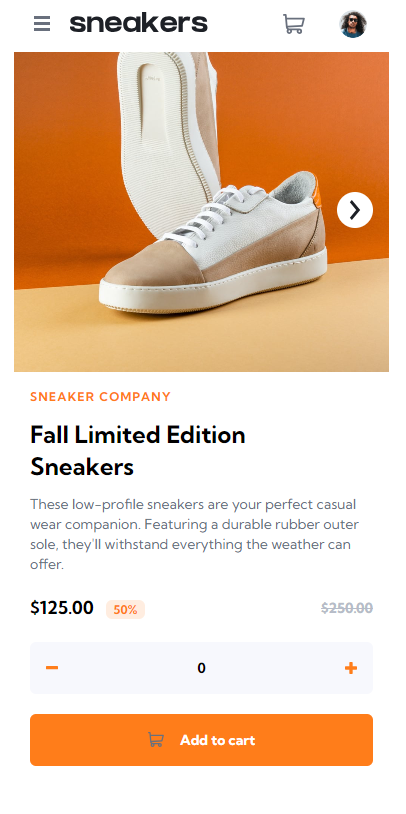 sneakers
SNEAKER COMPANY
Fall Limited Edition
Sneakers
These low-profile sneakers are your perfect casual
wear companion. Featuring a durable rubber outer
sole, they'll withstand everything the weather can
offer.
$125.00 50% $250.00
0
Add to cart